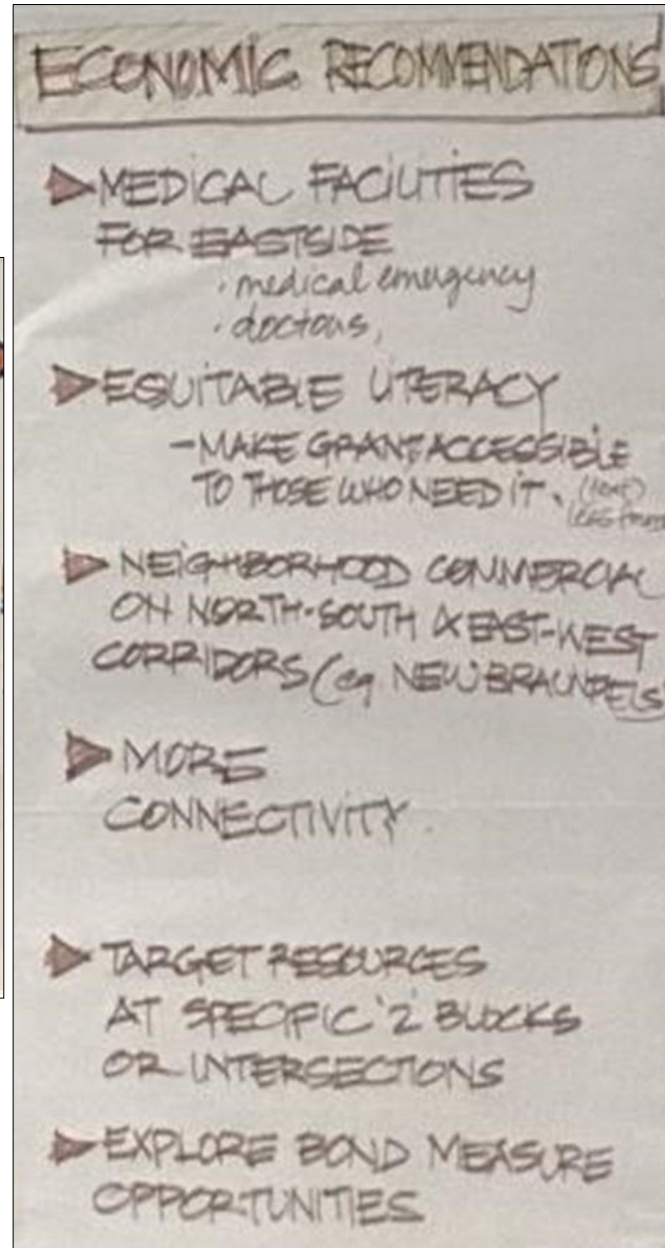 ECONOMIC RECOMMENDATIONS
MEDICAL FACILITIES
FOR EASTSIDE
· medical emergency
· doctors,
EQUITABLE LITERACY
- MAKE GRANTS ACCESSIBLE
TO THOSE WHO NEED IT.
NEIGHBORHOOD COMMERCIAL
ON NORTH-SOUTH & EAST-WEST
CORRIDORS (eg NEW BRAUNFELS)
MORE
CONNECTIVITY.
TARGET RESOURCES
AT SPECIFIC '2' BLOCKS
OR INTERSECTIONS
EXPLORE BOND MEASURE
OPPORTUNITIES